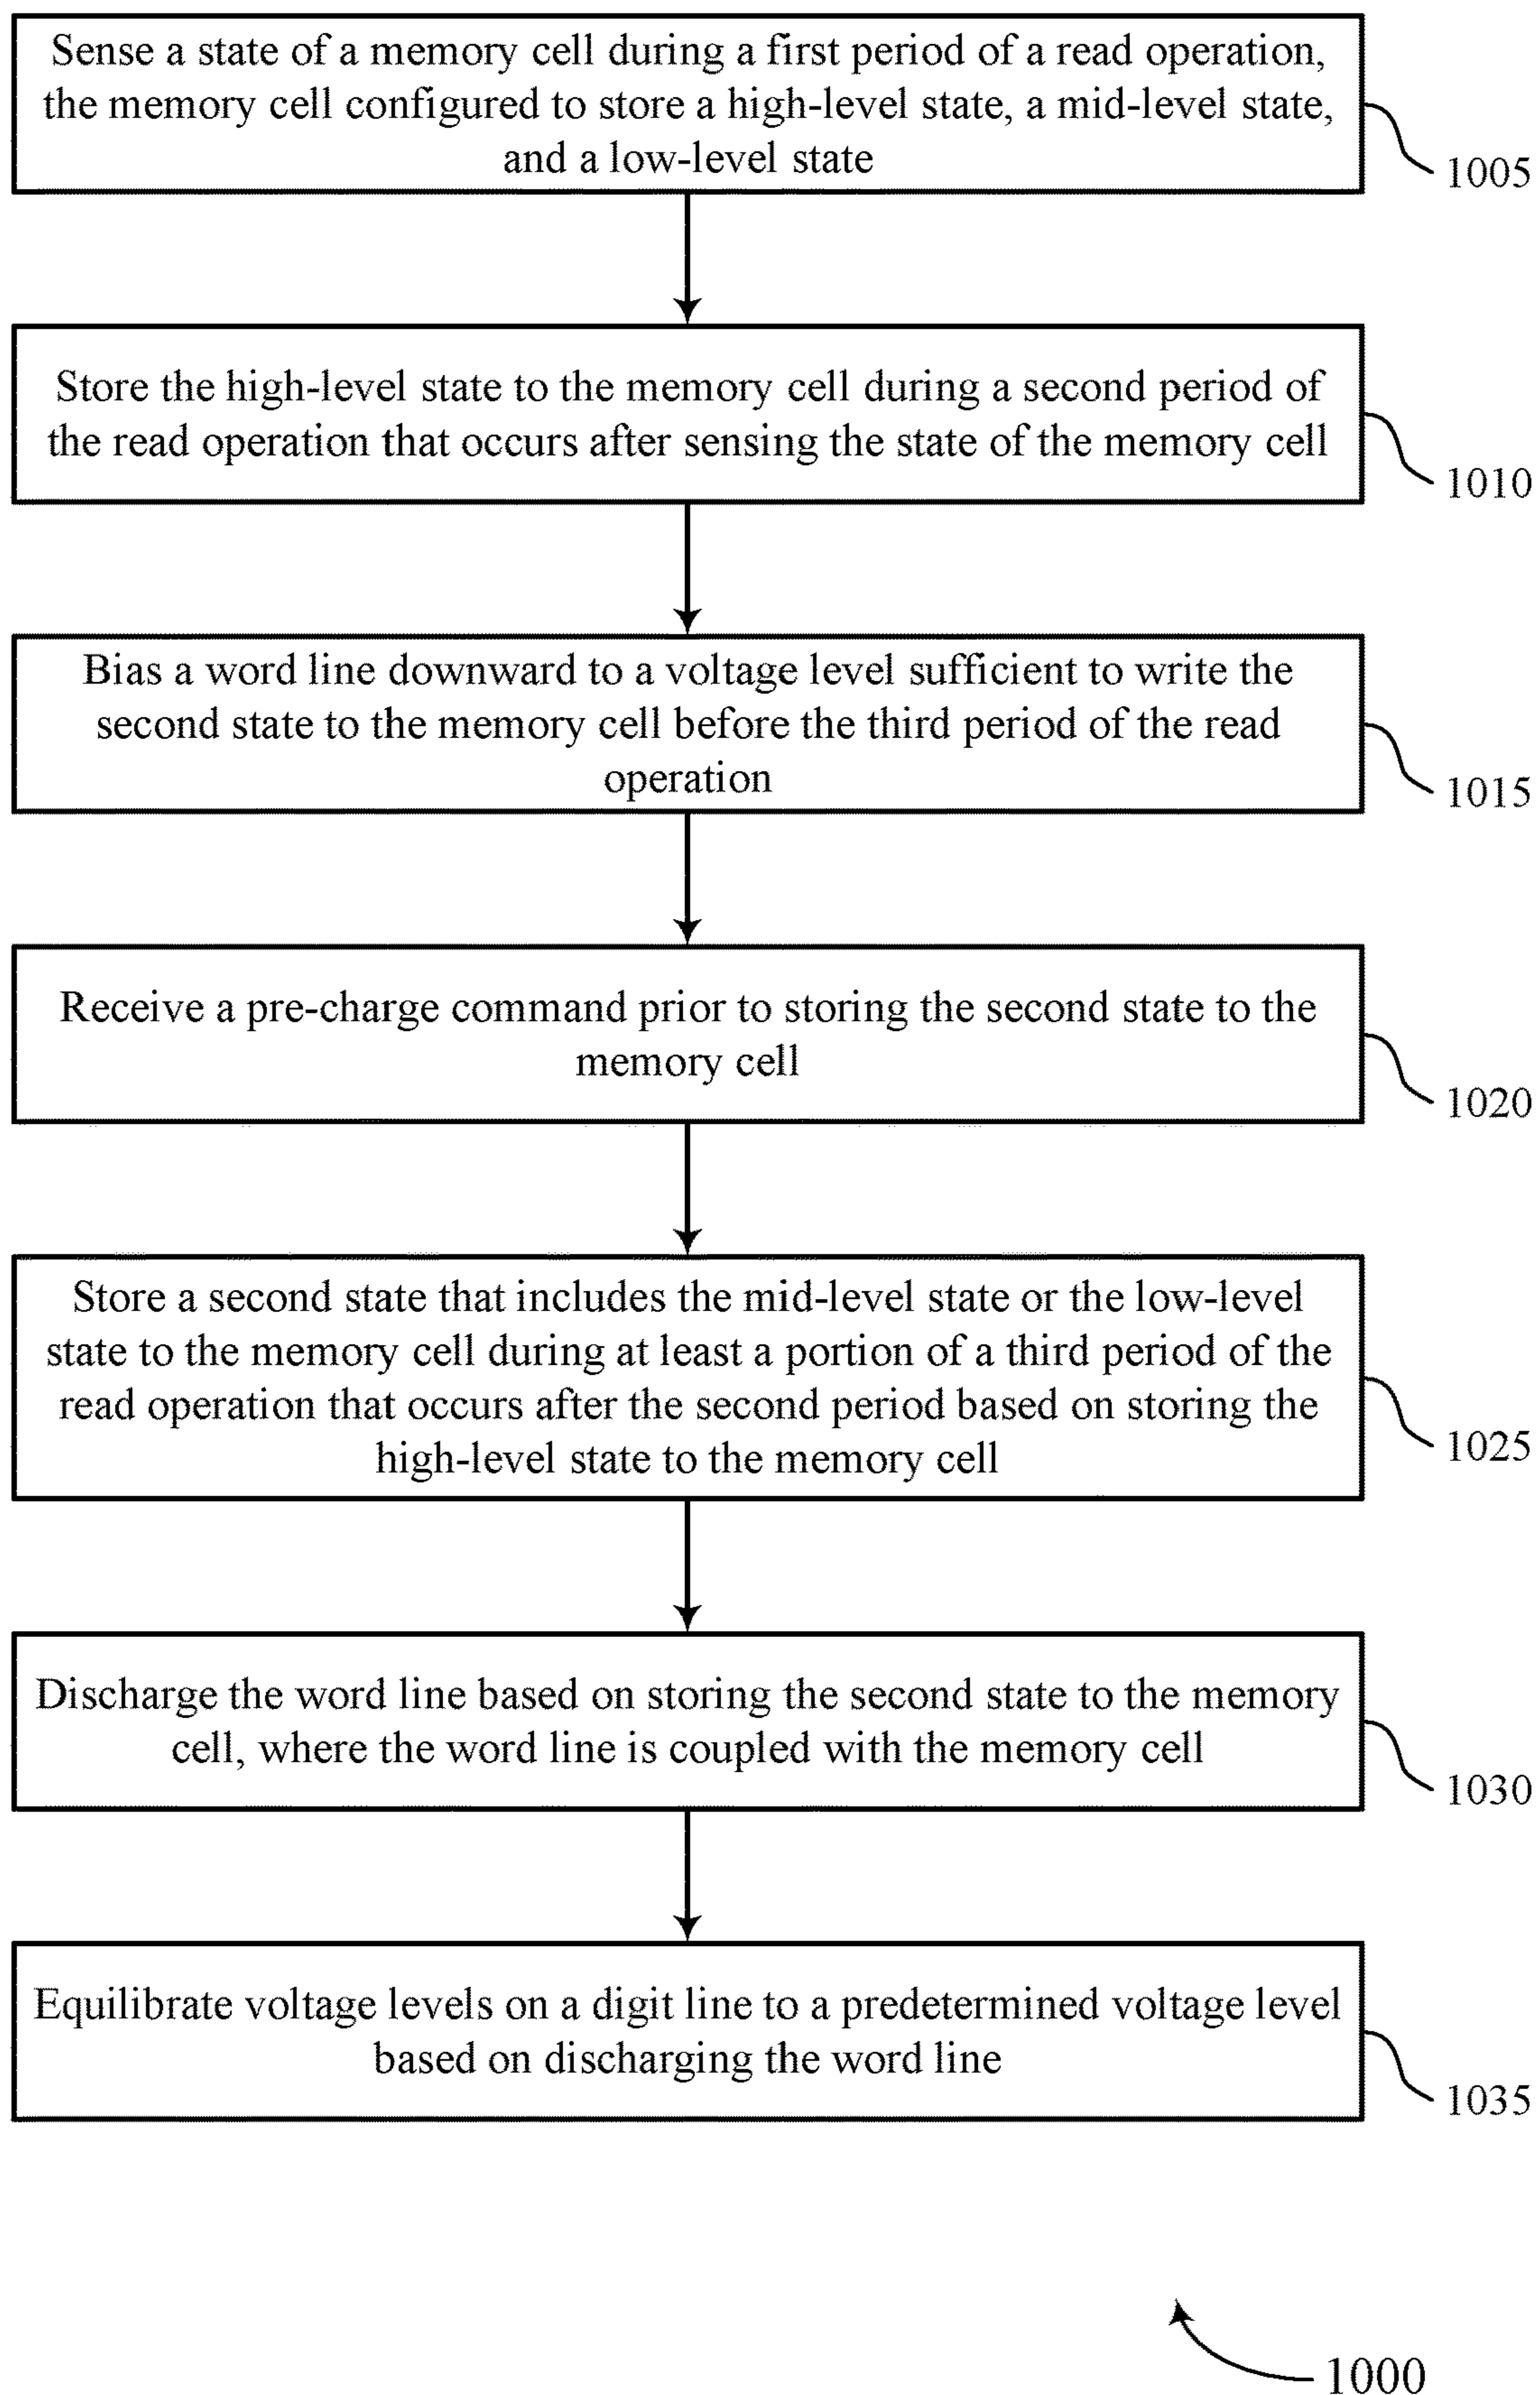 Sense a state of a memory cell during a first period of a read operation,
the memory cell configured to store a high-level state, a mid-level state,
and a low-level state
1005
Store the high-level state to the memory cell during a second period of
the read operation that occurs after sensing the state of the memory cell
1010
Bias a word line downward to a voltage level sufficient to write the
second state to the memory cell before the third period of the read
operation
1015
Receive a pre-charge command prior to storing the second state to the
memory cell
1020
Store a second state that includes the mid-level state or the low-level
state to the memory cell during at least a portion of a third period of the
read operation that occurs after the second period based on storing the
high-level state to the memory cell
1025
Discharge the word line based on storing the second state to the memory
cell, where the word line is coupled with the memory cell
1030
Equilibrate voltage levels on a digit line to a predetermined voltage level
based on discharging the word line
1035
1000